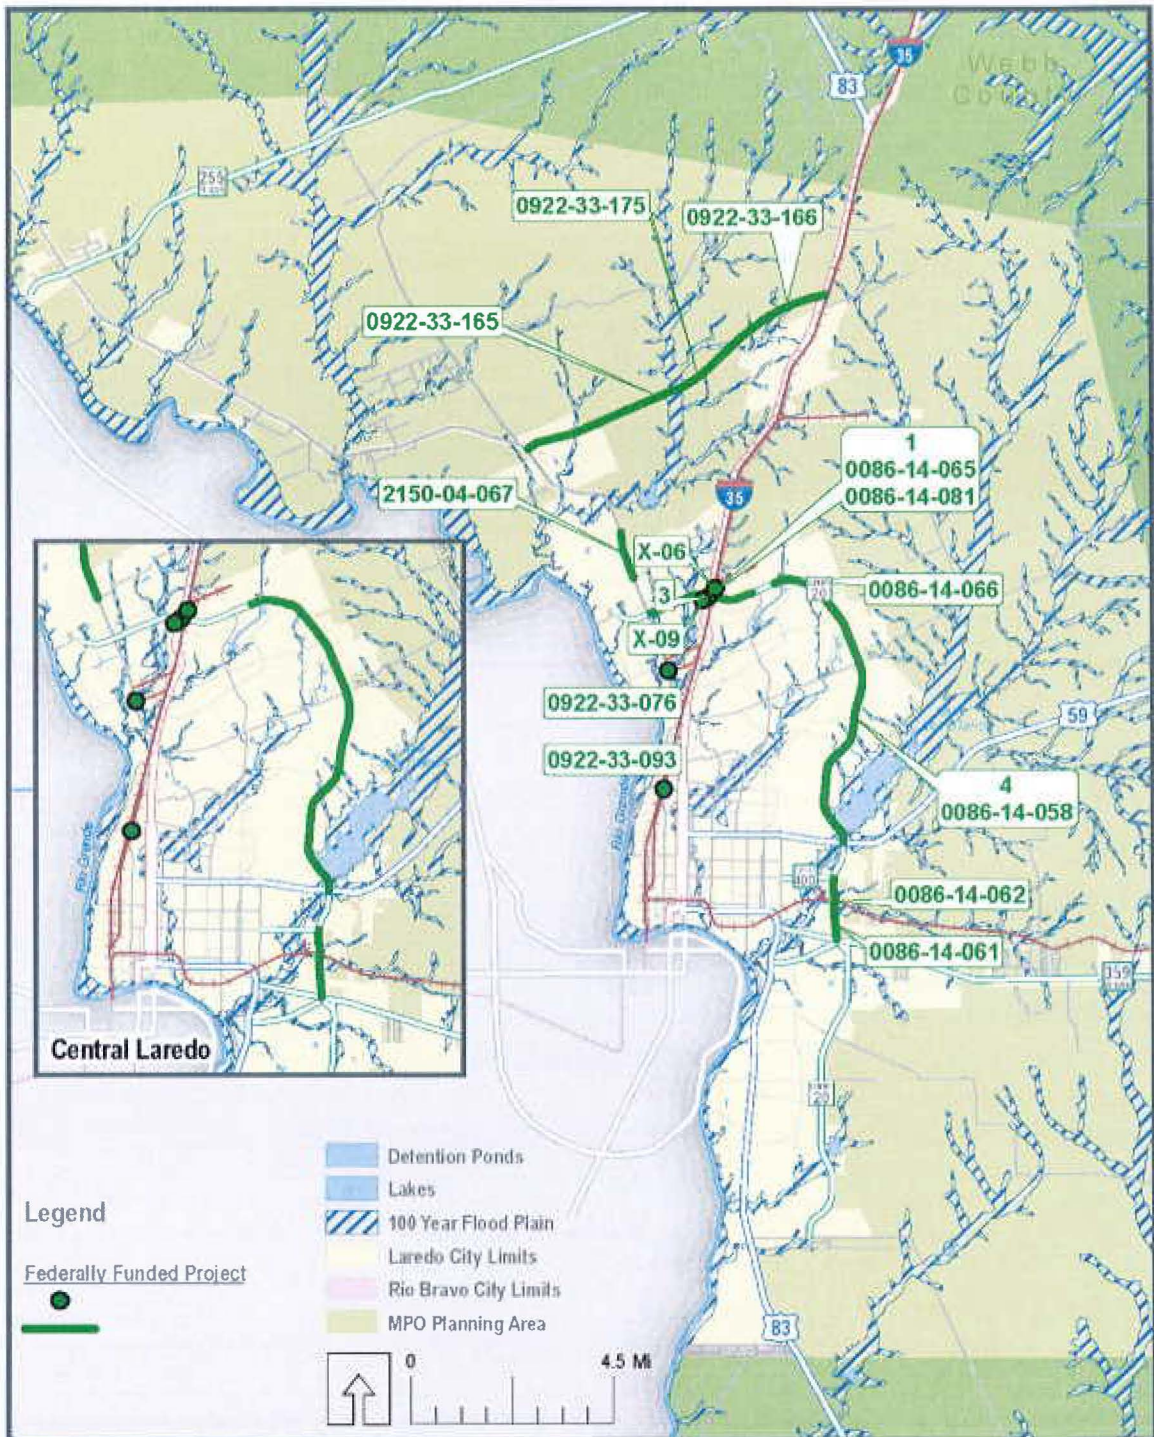 35
Webb
County
83
255
0922-33-175
0922-33-166
0922-33-165
1
0086-14-065
0086-14-081
2150-04-067
35
X-06
3
20
0086-14-066
X-09
0922-33-076
59
0922-33-093
4
0086-14-058
Rio Grande
Rio Grande
400
0086-14-062
0086-14-061
359
Central Laredo
20
Detention Ponds
Lakes
Legend
100 Year Flood Plain
Laredo City Limits
Federally Funded Project
Rio Bravo City Limits
MPO Planning Area
83
0 4.5 Mi